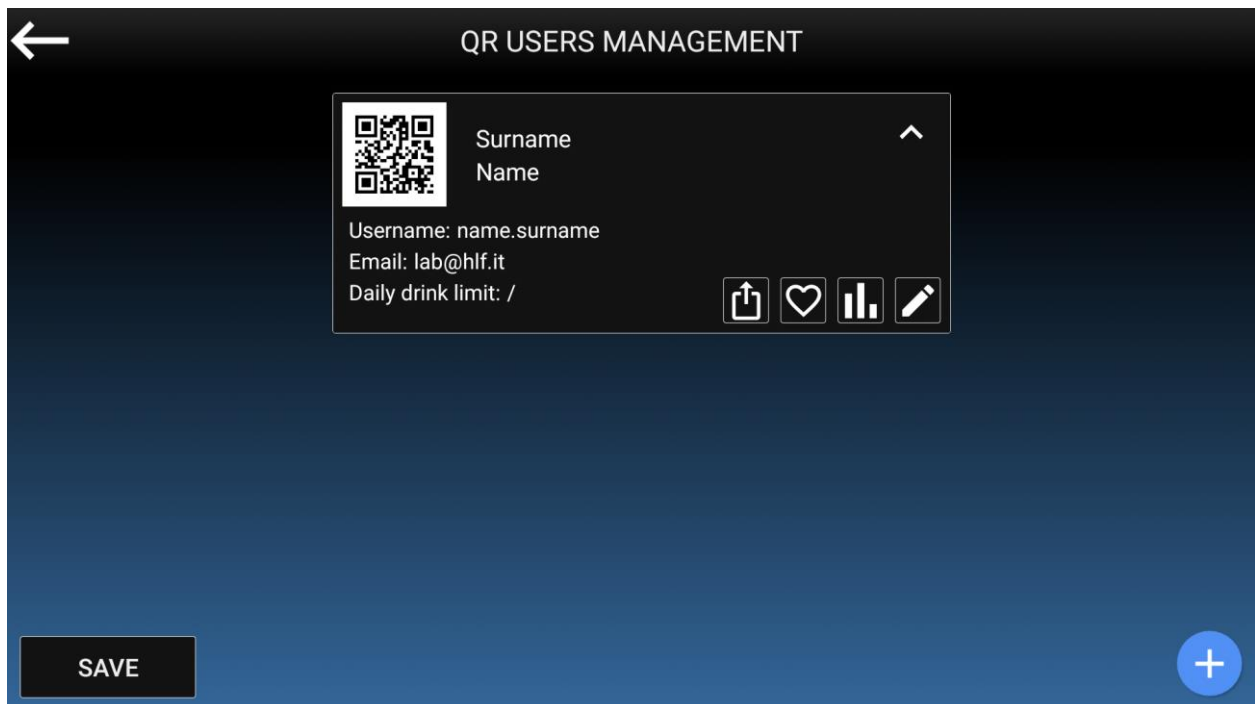 QR USERS MANAGEMENT
Surname
Name
Username: name.surname
Email: lab@hlf.it
Daily drink limit: /
SAVE